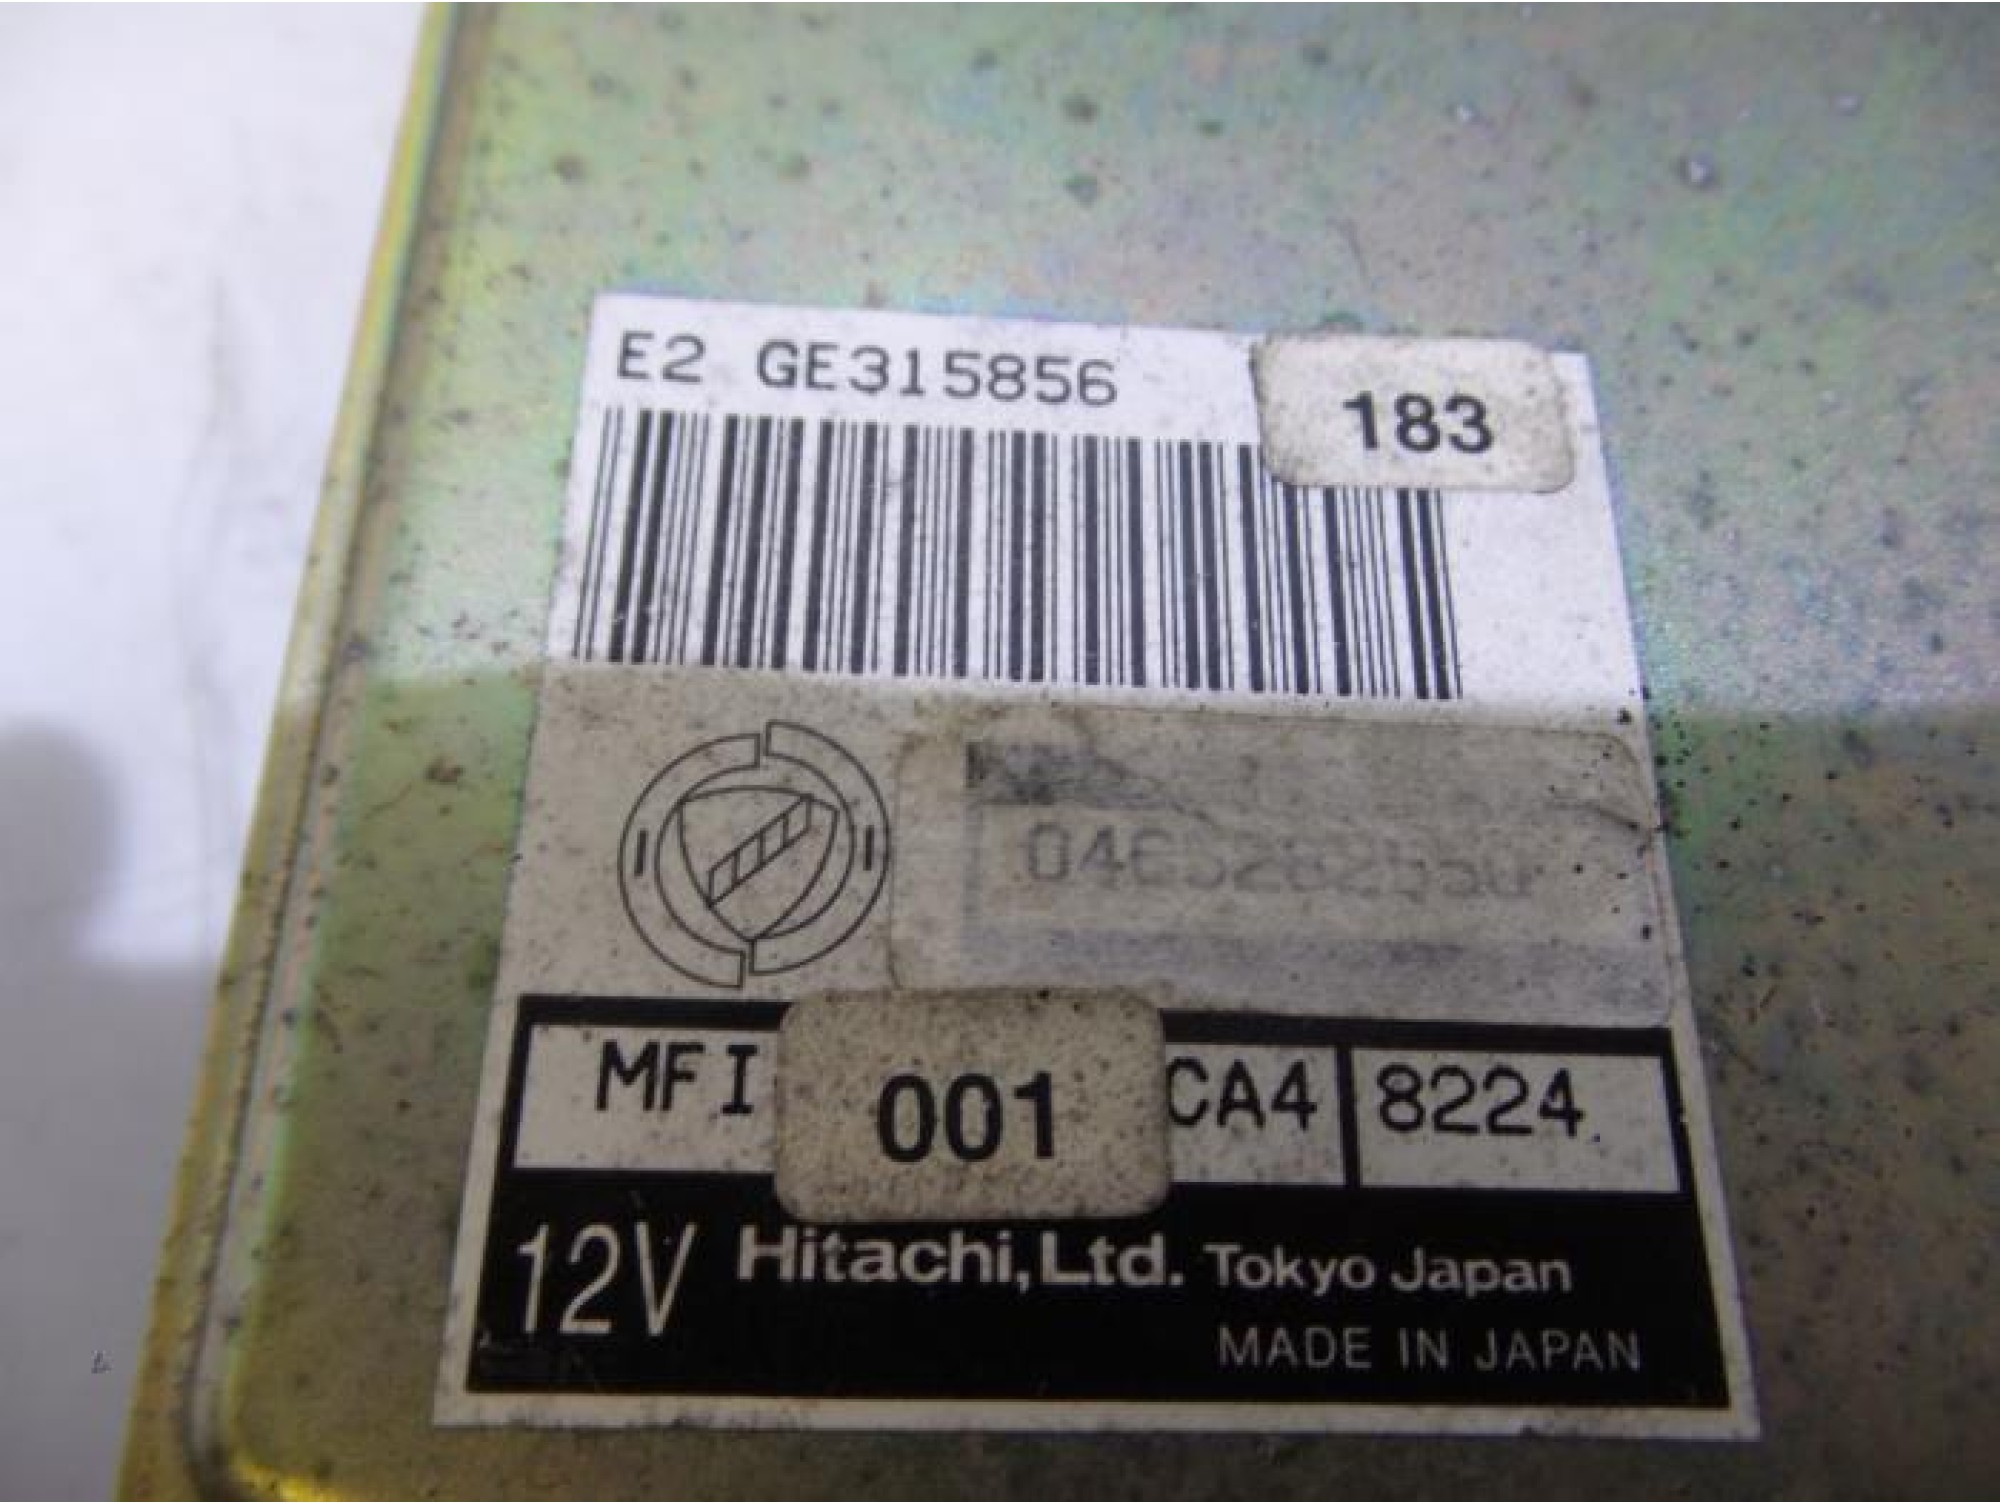 E2 GE315856
183
MFI
001
CA4
8224
12V Hitachi, Ltd. Tokyo Japan
MADE IN JAPAN